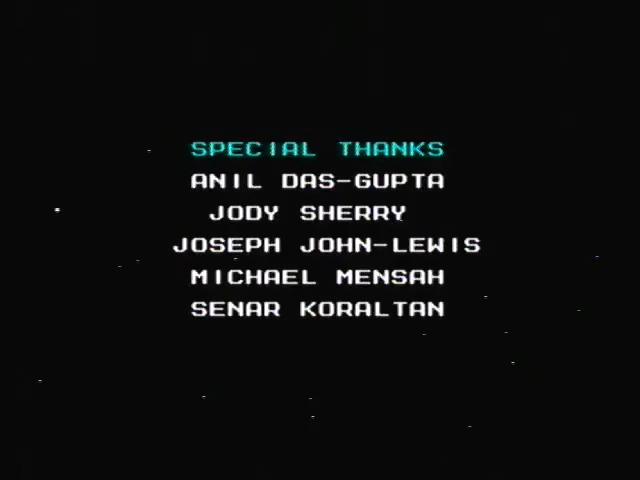 SPECIAL THANKS
ANIL DAS-GUPTA
JODY SHERRY
JOSEPH JOHN-LEWIS
MICHAEL MENSAH
SENAR KORALTAN